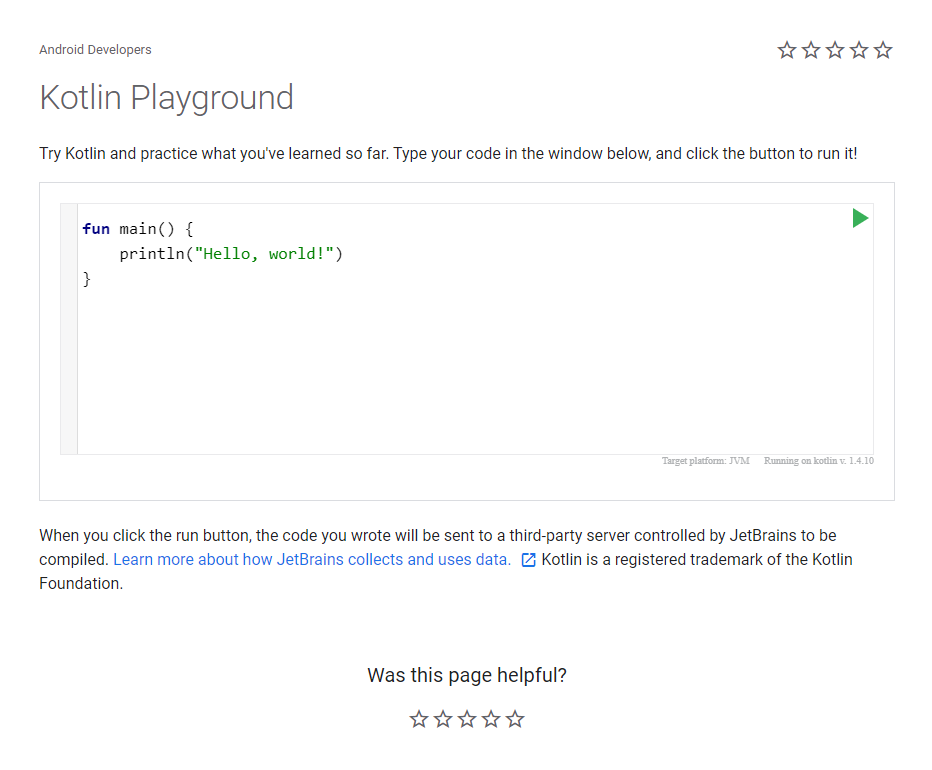 Android Developers
Kotlin Playground
Try Kotlin and practice what you've learned so far. Type your code in the window below, and click the button to run it!
fun main() {
    println("Hello, world!")
}
Target platform: JVM Running on kotlin v. 1.4.10
When you click the run button, the code you wrote will be sent to a third-party server controlled by JetBrains to be
compiled. Learn more about how JetBrains collects and uses data. Kotlin is a registered trademark of the Kotlin
Foundation.
Was this page helpful?